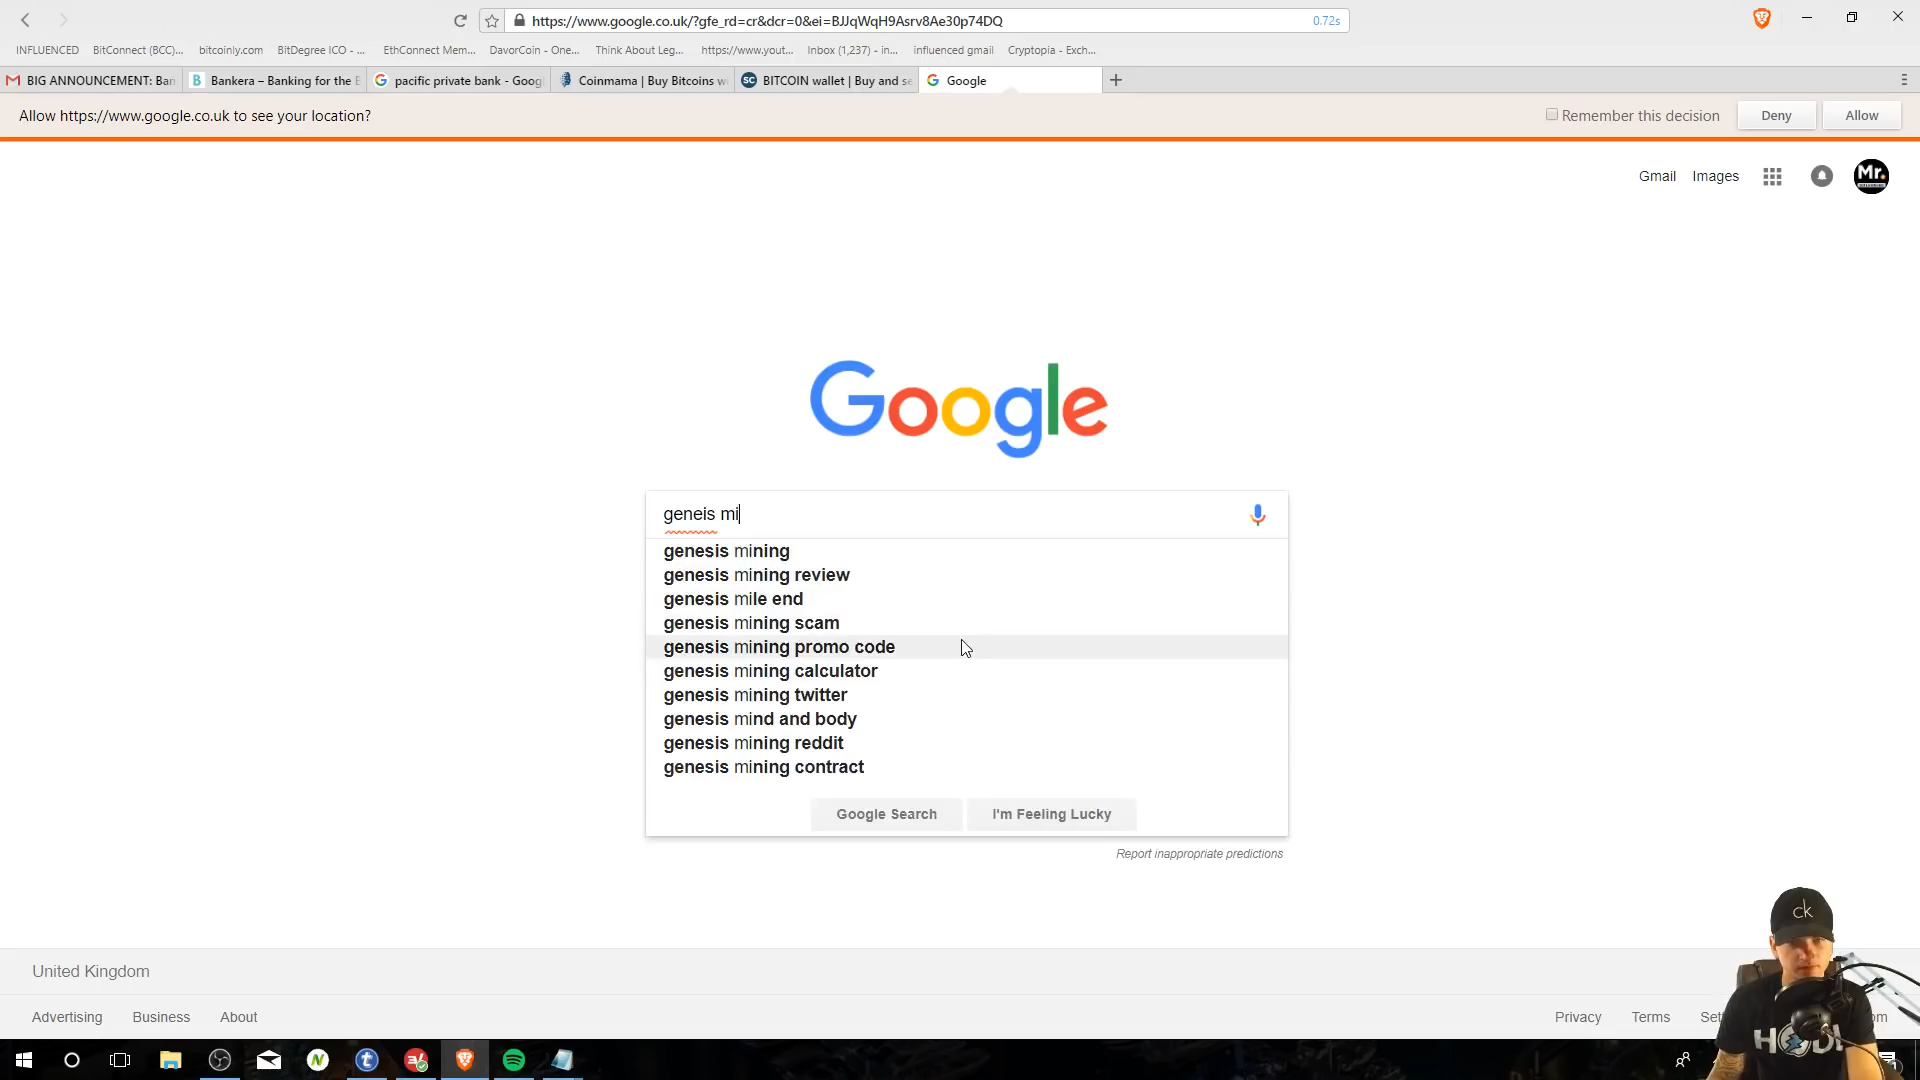 https://www.google.co.uk/?gfe_rd=cr&dcr=0&ei=BJJqWqH9Asrv8Ae30p74DQ 0.72s
INFLUENCED BitConnect (BCC)... bitcoinly.com BitDegree ICO - ... EthConnect Mem... DavorCoin - One... Think About Leg... https://www.yout... Inbox (1,237) - in... influenced gmail Cryptopia - Exch...
BIG ANNOUNCEMENT: Ban Bankera – Banking for the pacific private bank - Goog Coinmama | Buy Bitcoins BITCOIN wallet | Buy and se Google
Allow https://www.google.co.uk to see your location? Remember this decision Deny Allow
Gmail Images Mr.
Google
geneis mi
genesis mining
genesis mining review
genesis mile end
genesis mining scam
genesis mining promo code
genesis mining calculator
genesis mining twitter
genesis mind and body
genesis mining reddit
genesis mining contract
Google Search I'm Feeling Lucky
Report inappropriate predictions
ck
United Kingdom
Advertising Business About Privacy Terms
HODL